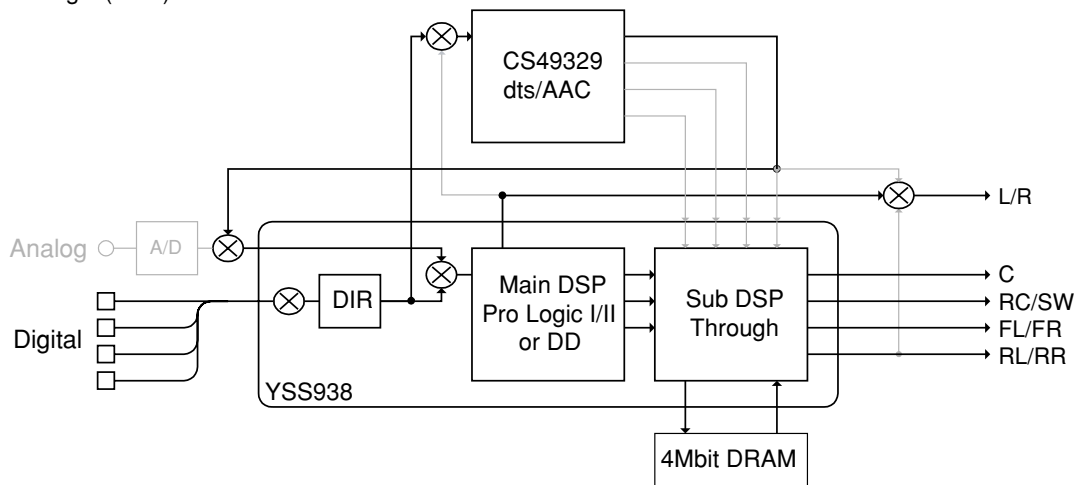 CS49329
dts/AAC
L/R
Analog
A/D
DIR
Main DSP
Pro Logic I/II
or DD
Sub DSP
Through
C
RC/SW
FL/FR
RL/RR
Digital
YSS938
4Mbit DRAM